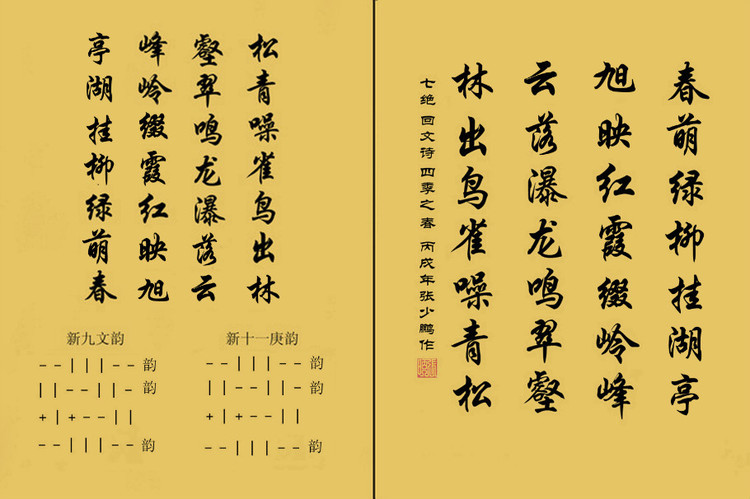 春萌绿柳挂湖亭
旭映红霞缀岭峰
云落瀑龙鸣翠壑
林出鸟雀噪青松
七绝 回文诗 四季之春 丙戌年张少鹏作
松青噪雀鸟出林
壑翠鸣龙瀑落云
峰岭缀霞红映旭
亭湖挂柳绿萌春
新九文韵
--|||--韵
||--||-韵
+|+--||
--|||--韵
新十一庚韵
--|||--韵
||--||-韵
+|+--||
--|||--韵